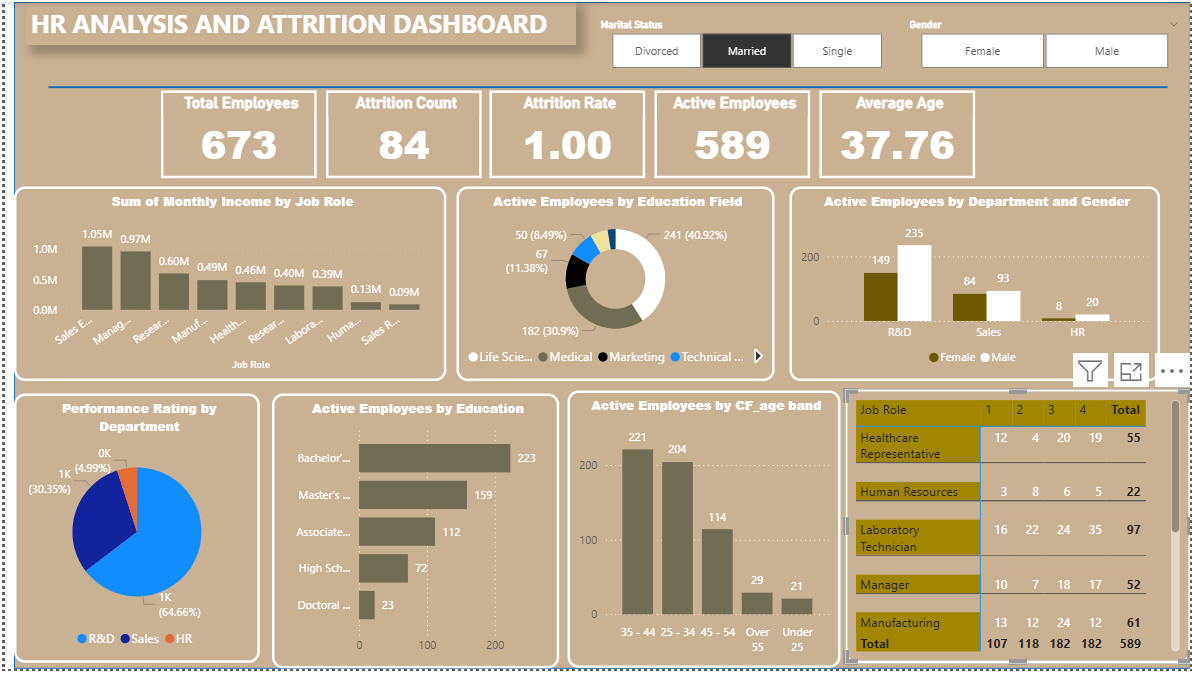 HR ANALYSIS AND ATTRITION DASHBOARD
Marital Status
Divorced Married Single
Gender
Female Male
Total Employees
673
Attrition Count
84
Attrition Rate
1.00
Active Employees
589
Average Age
37.76
Sum of Monthly Income by Job Role
1.0M
0.5M
0.0M
1.05M 0.97M 0.60M 0.49M 0.46M 0.40M 0.39M 0.13M 0.09M
Sales E... Manag... Resear... Manuf... Health... Resear... Labora... Huma... Sales R...
Job Role
Active Employees by Education Field
50 (8.49%)
241 (40.92%)
67
(11.38%)
182 (30.9%)
Life Scie... Medical Marketing Technical ...
Active Employees by Department and Gender
200
0
149 235 84 93 8 20
R&D Sales HR
Female Male
Performance Rating by
Department
0K
(4.99%)
1K
(30.35%)
1K
(64.66%)
R&D Sales HR
Active Employees by Education
Bachelor'... 223
Master's ... 159
Associate... 112
High Sch... 72
Doctoral ... 23
0 100 200
Active Employees by CF_age band
200
100
0
221 204 114 29 21
35 - 44 25 - 34 45 - 54 Over Under
55 25
Job Role 1 2 3 4 Total
Healthcare 12 4 20 19 55
Representative
Human Resources 3 8 6 5 22
Laboratory 16 22 24 35 97
Technician
Manager 10 7 18 17 52
Manufacturing 13 12 24 12 61
Total 107 118 182 182 589